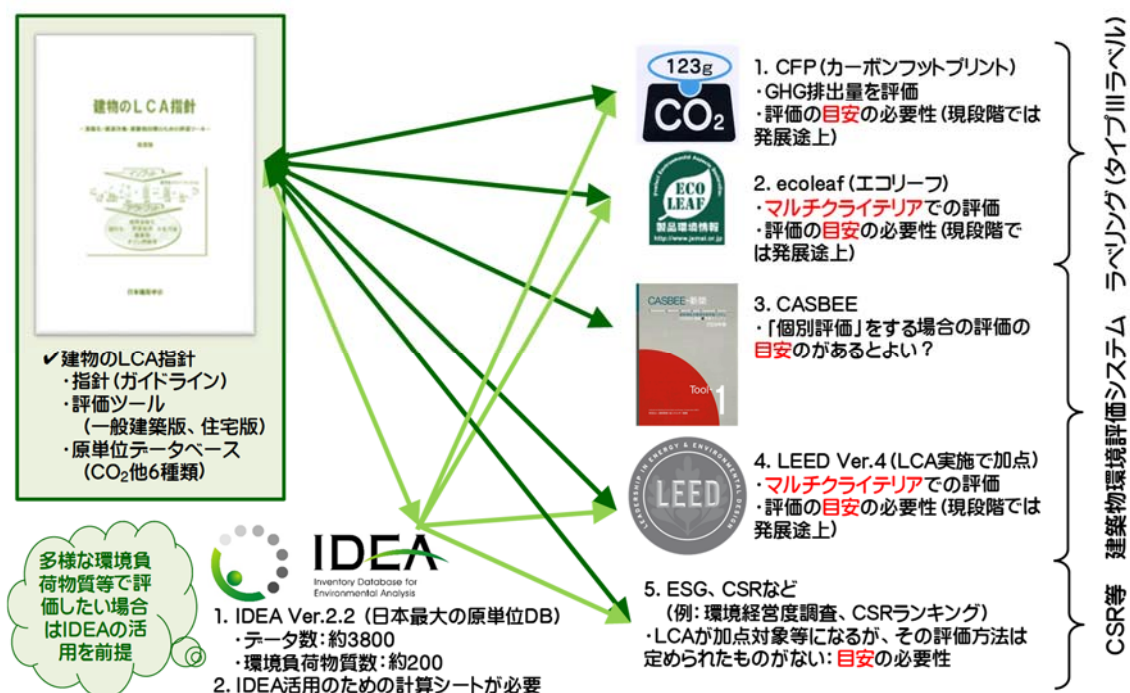 建物のLCA指針
日本建築学会
✔建物のLCA指針
・指針(ガイドライン)
・評価ツール
(一般建築版、住宅版)
・原単位データベース
(CO₂他6種類)
多様な環境負
荷物質等で評
価したい場合
はIDEAの活
用を前提
IDEA
Inventory Database for
Environmental Analysis
1. IDEA Ver.2.2 (日本最大の原単位DB)
・データ数:約3800
・環境負荷物質数:約200
2. IDEA活用のための計算シートが必要
123g
CO₂
1. CFP(カーボンフットプリント)
・GHG排出量を評価
・評価の目安の必要性(現段階では
発展途上)
ECO
LEAF
製品環境情報
http://www.jemai.or.jp
2. ecoleaf(エコリーフ)
・マルチクライテリアでの評価
・評価の目安の必要性(現段階で
は発展途上)
CASBEE-新築
Tool-1
3. CASBEE
・「個別評価」をする場合の評価の
目安のがあるとよい?
LEADERSHIP IN ENERGY & ENVIRONMENTAL DESIGN
LEED
4. LEED Ver.4(LCA実施で加点)
・マルチクライテリアでの評価
・評価の目安の必要性(現段階では
発展途上)
5. ESG、CSRなど
(例:環境経営度調査、CSRランキング)
・LCAが加点対象等になるが、その評価方法は
定められたものがない:目安の必要性
ラベリング(タイプIIIラベル)
建築物環境評価システム
CSR等